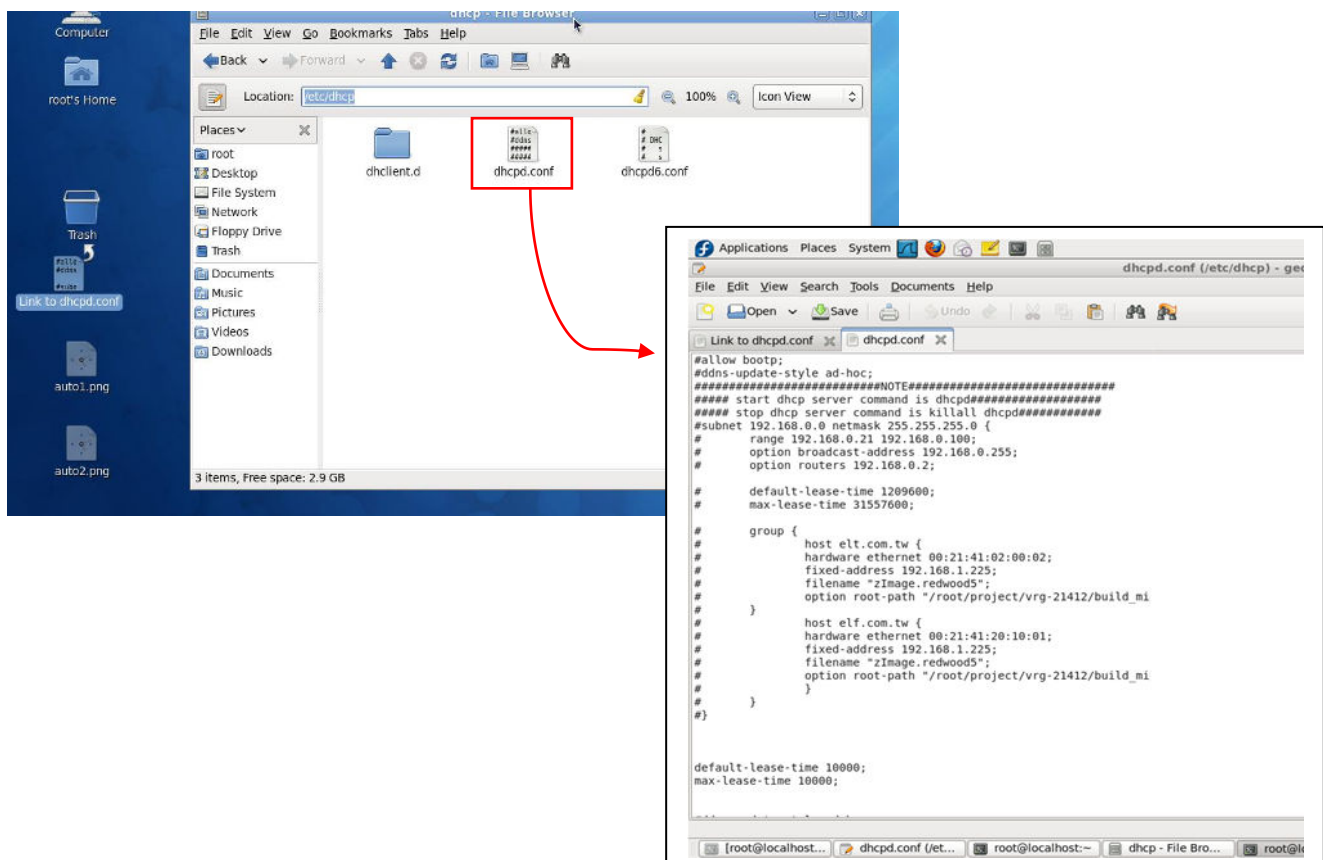 dhcp - File Browser
Computer
File Edit View Go Bookmarks Tabs Help
Back Forward
root's Home
Location: /etc/dhcp
100%
Icon View
Places
root
Desktop
File System
Network
Floppy Drive
Trash
Documents
Music
Pictures
Videos
Downloads
dhclient.d
dhcpd.conf
dhcpd6.conf
Trash
Link to dhcpd.conf
auto1.png
auto2.png
3 items, Free space: 2.9 GB
Applications Places System
dhcpd.conf (/etc/dhcp) - ged
File Edit View Search Tools Documents Help
Open Save Undo
Link to dhcpd.conf dhcpd.conf
#allow bootp;
#ddns-update-style ad-hoc;
###########################NOTE##############################
##### start dhcp server command is dhcpd###################
##### stop dhcp server command is killall dhcpd############
#subnet 192.168.0.0 netmask 255.255.255.0 {
# range 192.168.0.21 192.168.0.100;
# option broadcast-address 192.168.0.255;
# option routers 192.168.0.2;
# default-lease-time 1209600;
# max-lease-time 31557600;
# group {
# host elt.com.tw {
# hardware ethernet 00:21:41:02:00:02;
# fixed-address 192.168.1.225;
# filename "zImage.redwood5";
# option root-path "/root/project/vrg-21412/build_mi
# }
# host elf.com.tw {
# hardware ethernet 00:21:41:20:10:01;
# fixed-address 192.168.1.225;
# filename "zImage.redwood5";
# option root-path "/root/project/vrg-21412/build_mi
# }
# }
#}
default-lease-time 10000;
max-lease-time 10000;
[root@localhost... dhcpd.conf (/et... root@localhost:~ dhcp - File Bro... root@lo